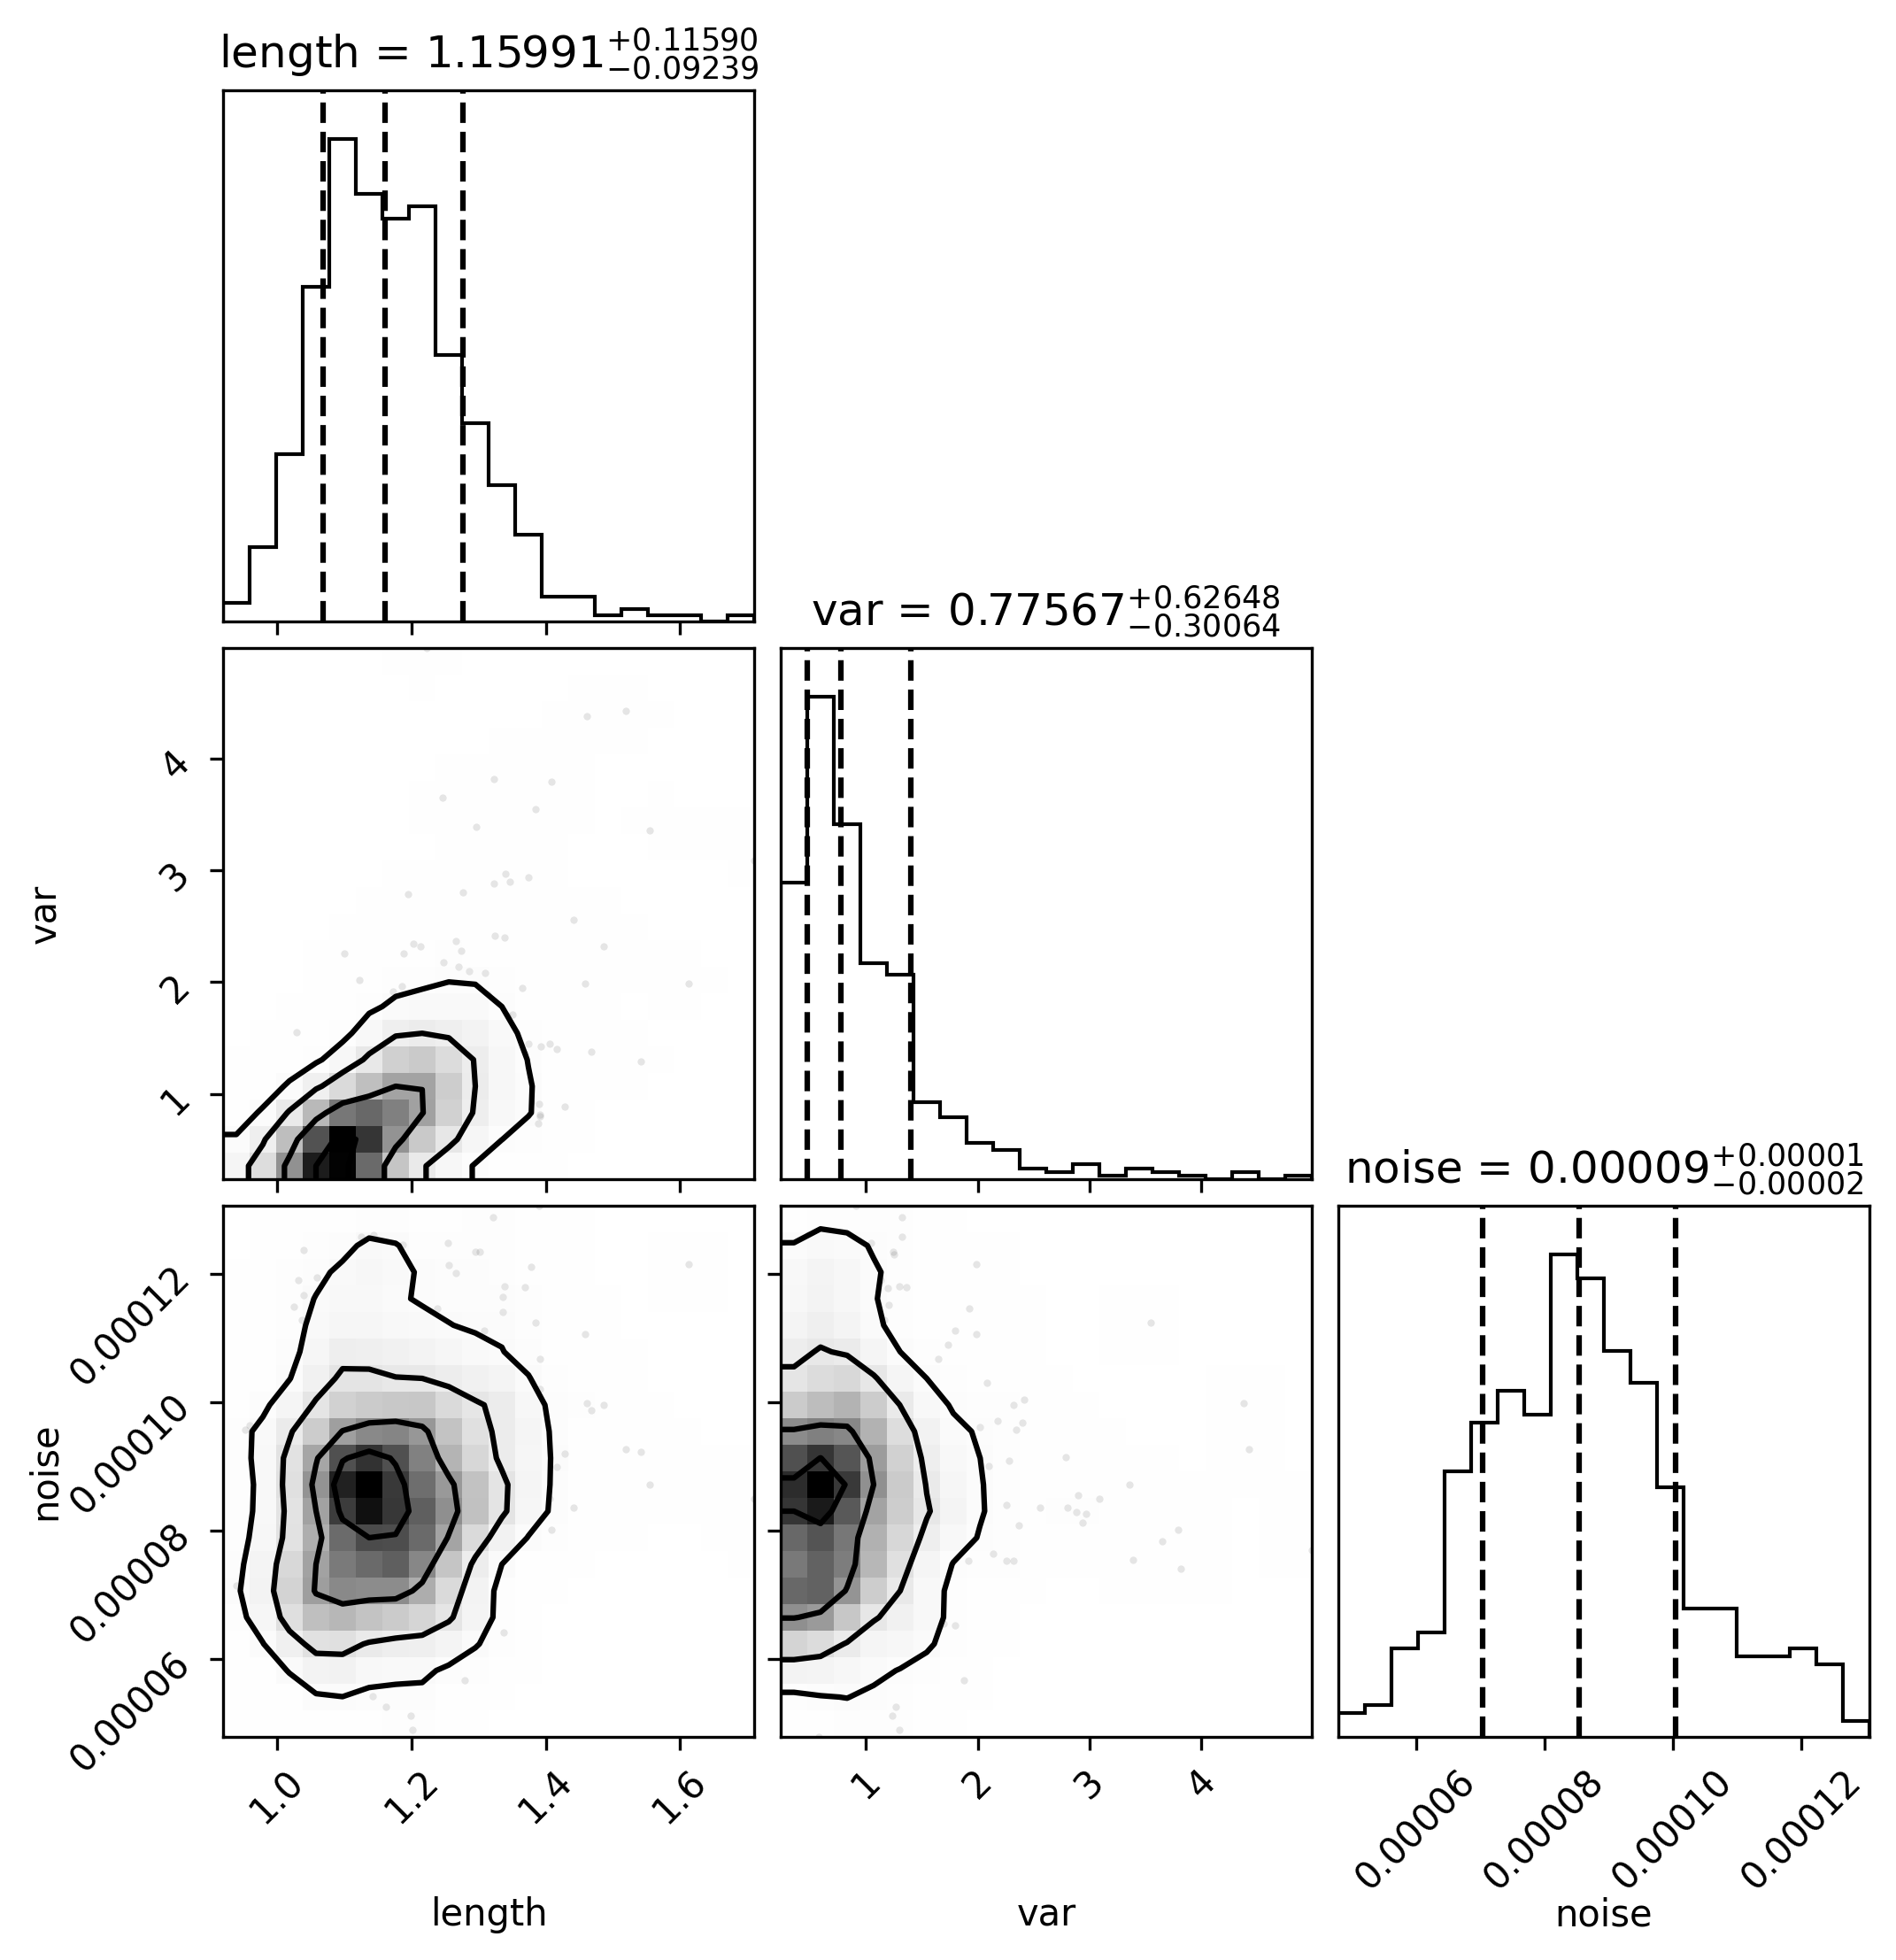 length = 1.15991+0.11590−0.09239
var = 0.77567+0.62648−0.30064
4
3
2
1
var
noise = 0.00009+0.00001−0.00002
0.00012
0.00010
0.00008
0.00006
noise
1.0 1.2 1.4 1.6
1 2 3 4
0.00006 0.00008 0.00010 0.00012
length
var
noise